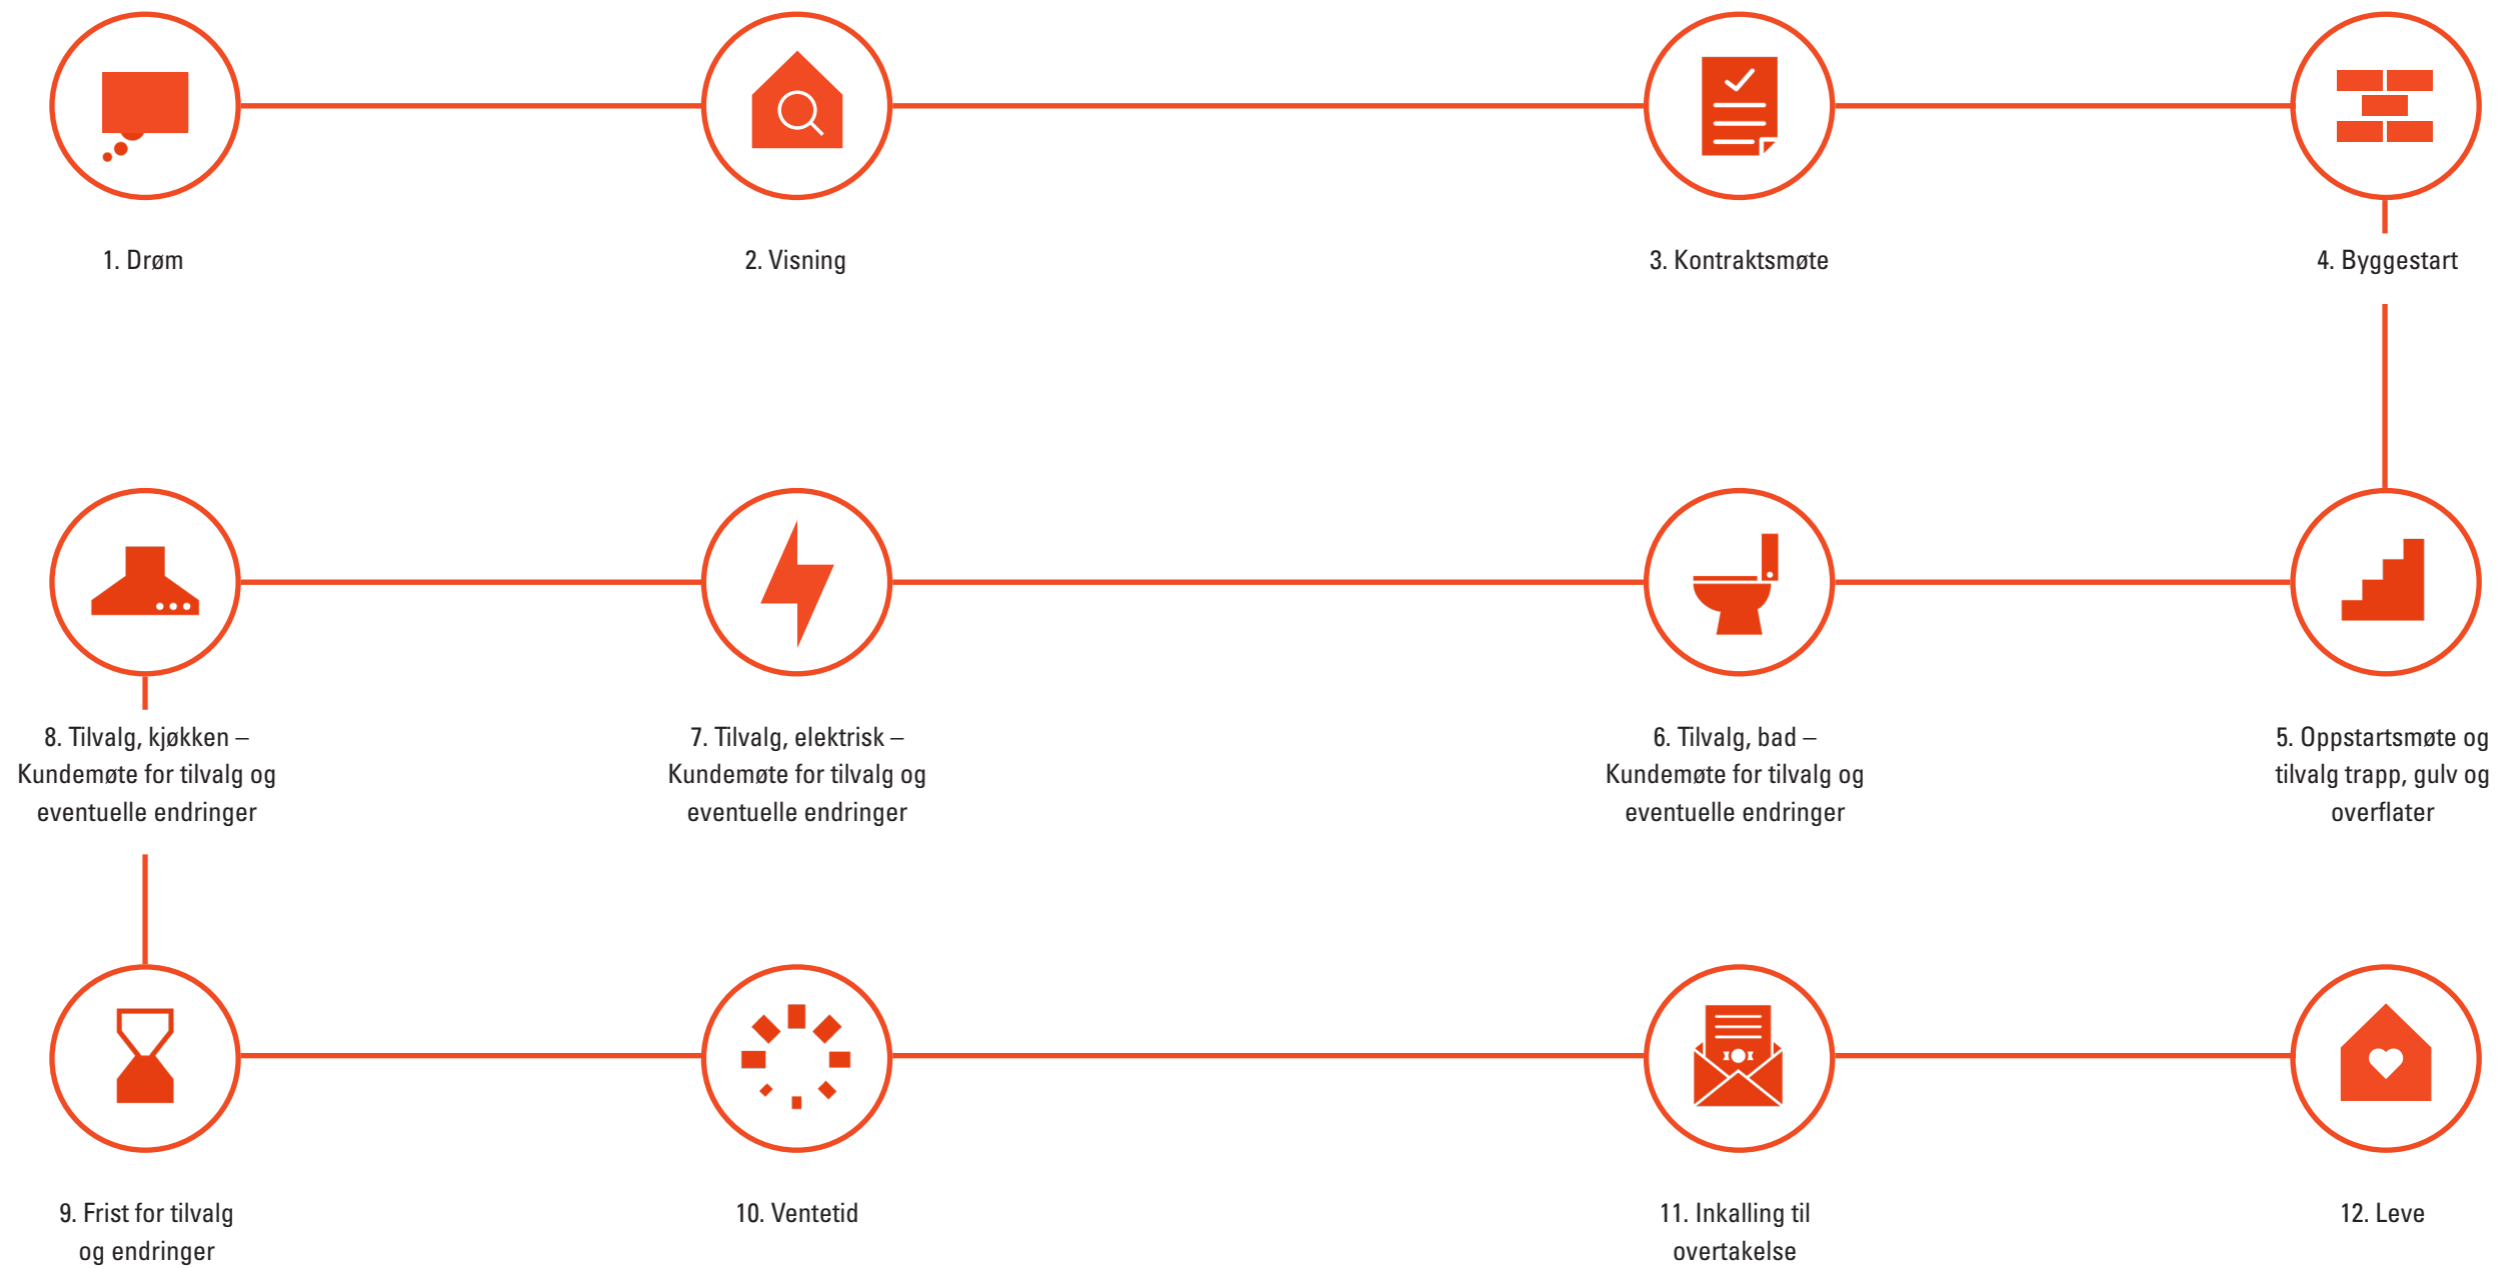 1. Drøm
2. Visning
3. Kontraktsmøte
4. Byggestart
5. Oppstartsmøte og
tilvalg trapp, gulv og
overflater
6. Tilvalg, bad –
Kundemøte for tilvalg og
eventuelle endringer
7. Tilvalg, elektrisk –
Kundemøte for tilvalg og
eventuelle endringer
8. Tilvalg, kjøkken –
Kundemøte for tilvalg og
eventuelle endringer
9. Frist for tilvalg
og endringer
10. Ventetid
11. Inkalling til
overtakelse
12. Leve